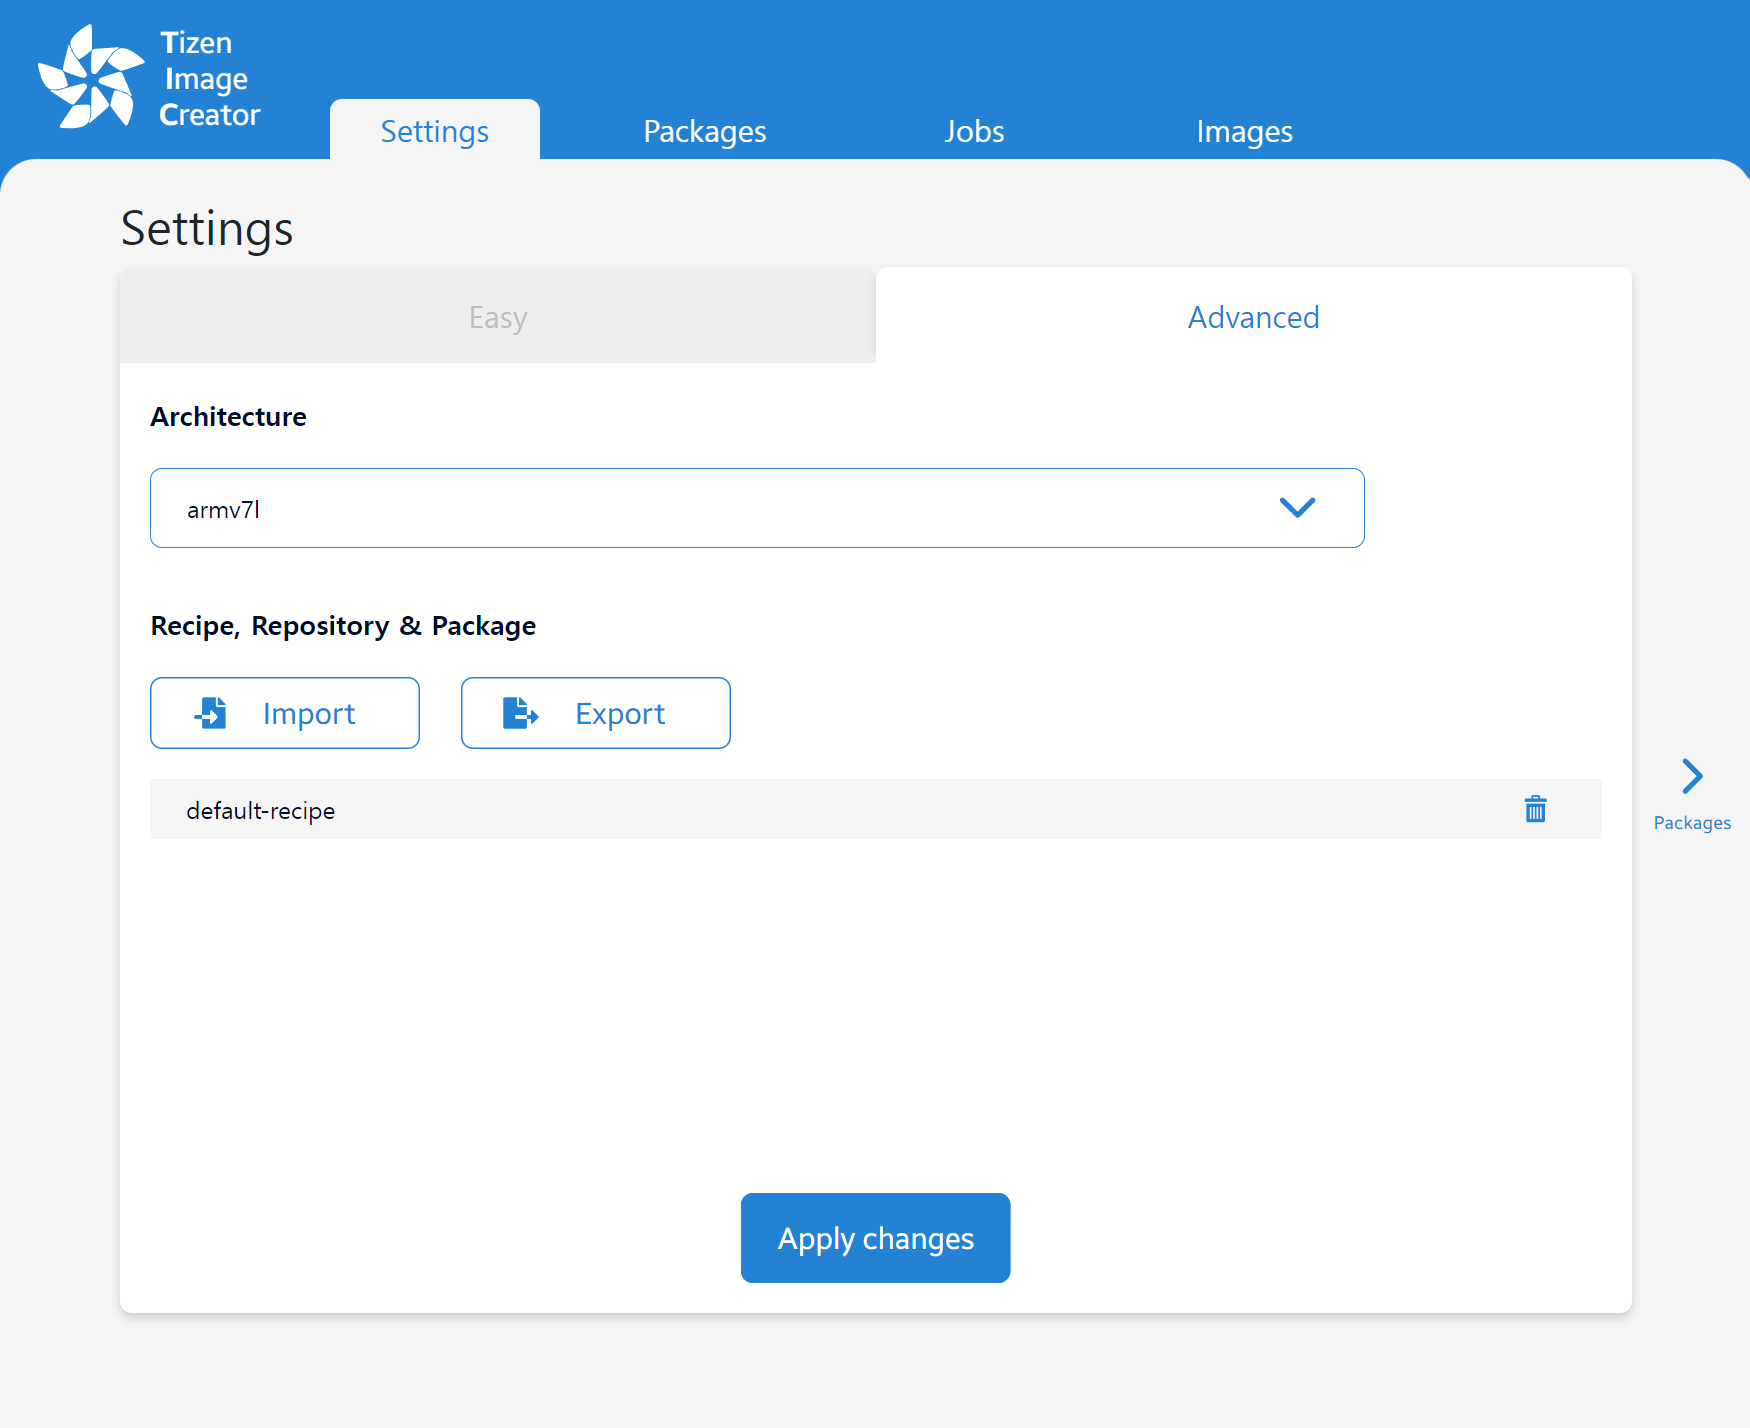 Tizen
Image
Creator
Settings
Packages
Jobs
Images
Settings
Easy
Advanced
Architecture
armv7l
Recipe, Repository & Package
Import
Export
default-recipe
Packages
Apply changes